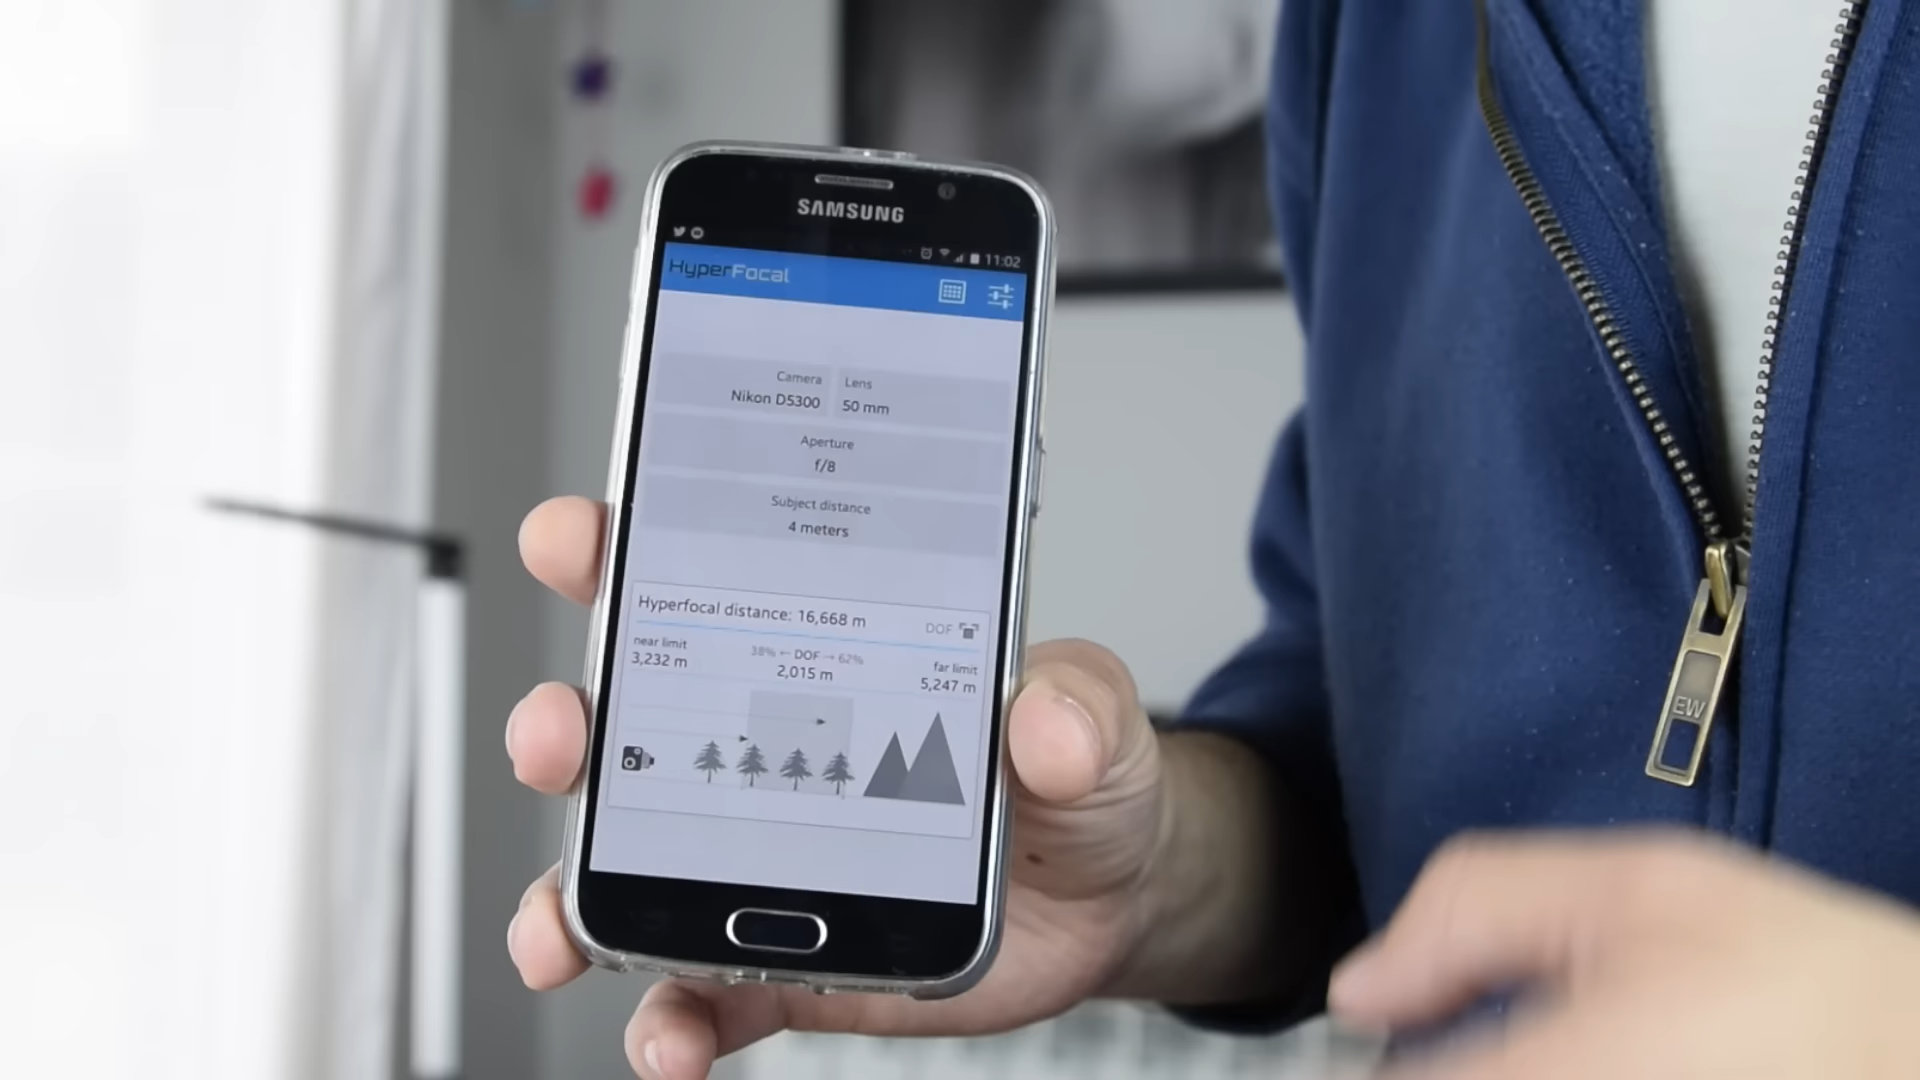 SAMSUNG
11:02
HyperFocal
Camera
Nikon D5300
Lens
50 mm
Aperture
f/8
Subject distance
4 meters
Hyperfocal distance: 16,668 m
DOF
near limit
3,232 m
38% ← DOF → 62%
2,015 m
far limit
5,247 m
EW